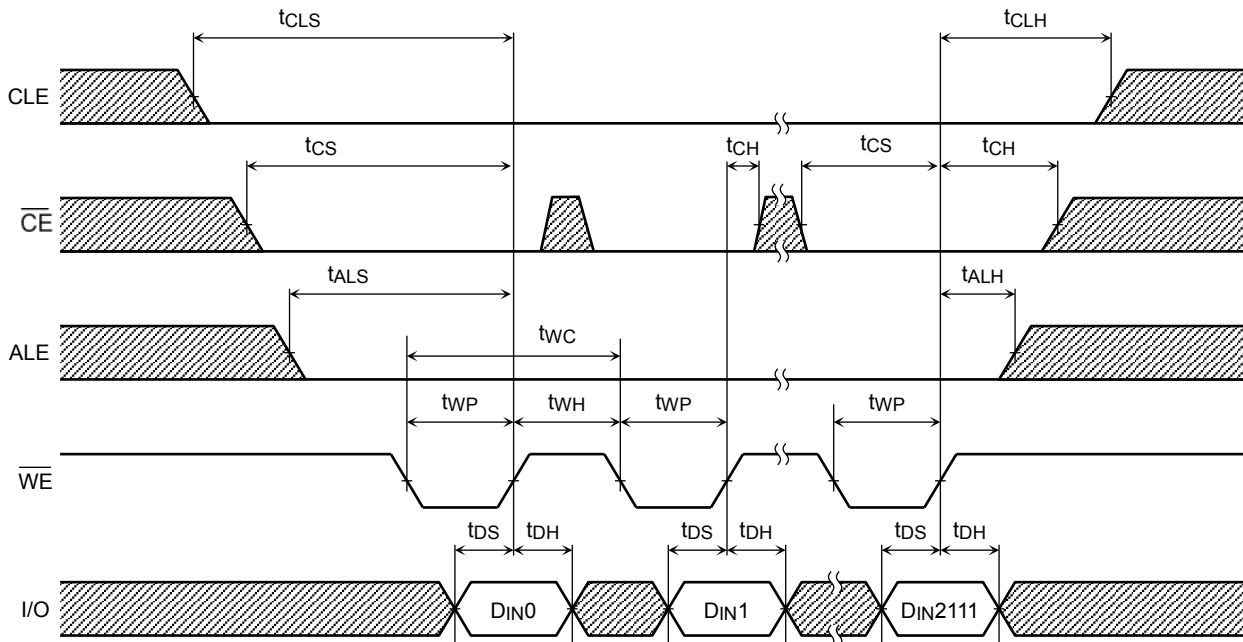 tCLS tCLH
CLE
tCS tCH tCS tCH
CE
tALS tALH
tWC
ALE
tWP tWH tWP tWP
WE
tDS tDH tDS tDH tDS tDH
I/O DIN0 DIN1 DIN2111